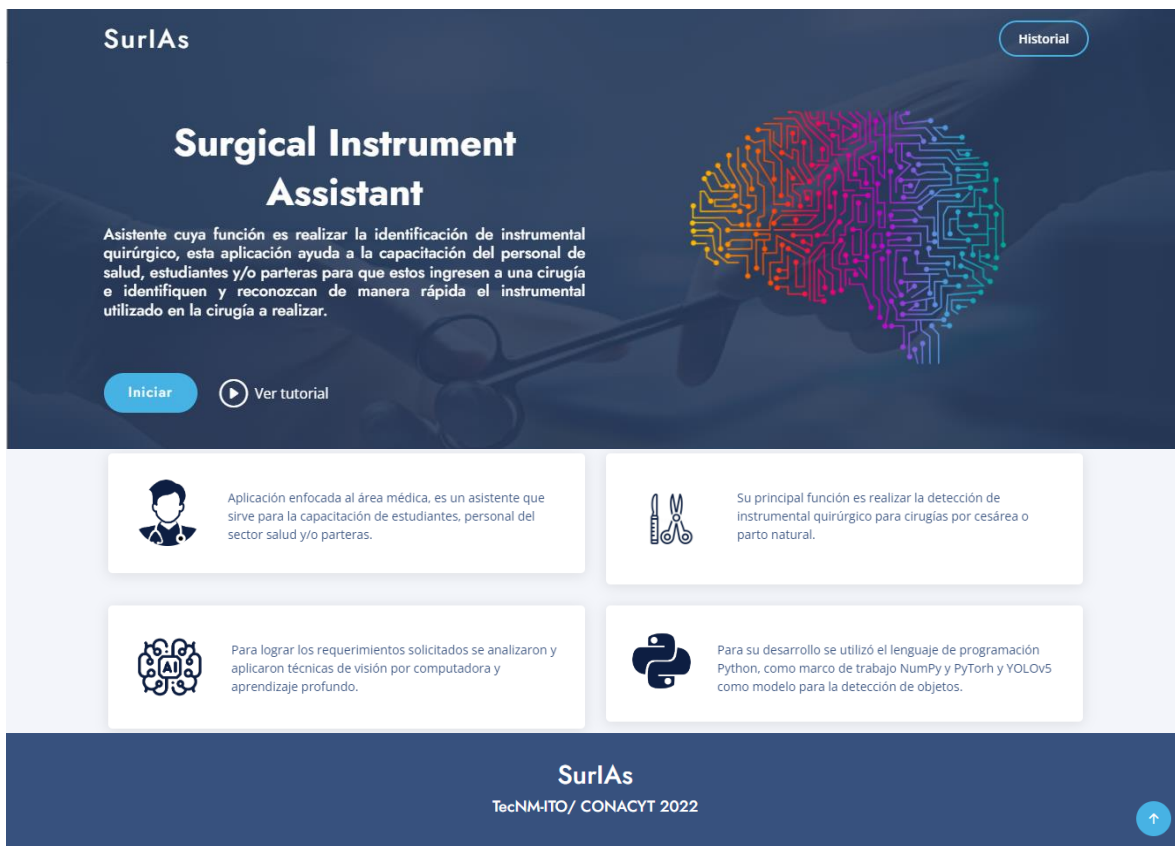 SurIAs
Historial
Surgical Instrument
Assistant
Asistente cuya función es realizar la identificación de instrumental
quirúrgico, esta aplicación ayuda a la capacitación del personal de
salud, estudiantes y/o parteras para que estos ingresen a una cirugía
e identifiquen y reconozcan de manera rápida el instrumental
utilizado en la cirugía a realizar.
Iniciar
Ver tutorial
Aplicación enfocada al área médica, es un asistente que
sirve para la capacitación de estudiantes, personal del
sector salud y/o parteras.
Su principal función es realizar la detección de
instrumental quirúrgico para cirugías por cesárea o
parto natural.
AI
Para lograr los requerimientos solicitados se analizaron y
aplicaron técnicas de visión por computadora y
aprendizaje profundo.
Para su desarrollo se utilizó el lenguaje de programación
Python, como marco de trabajo NumPy y PyTorh y YOLOv5
como modelo para la detección de objetos.
SurIAs
TecNM-ITO/ CONACYT 2022